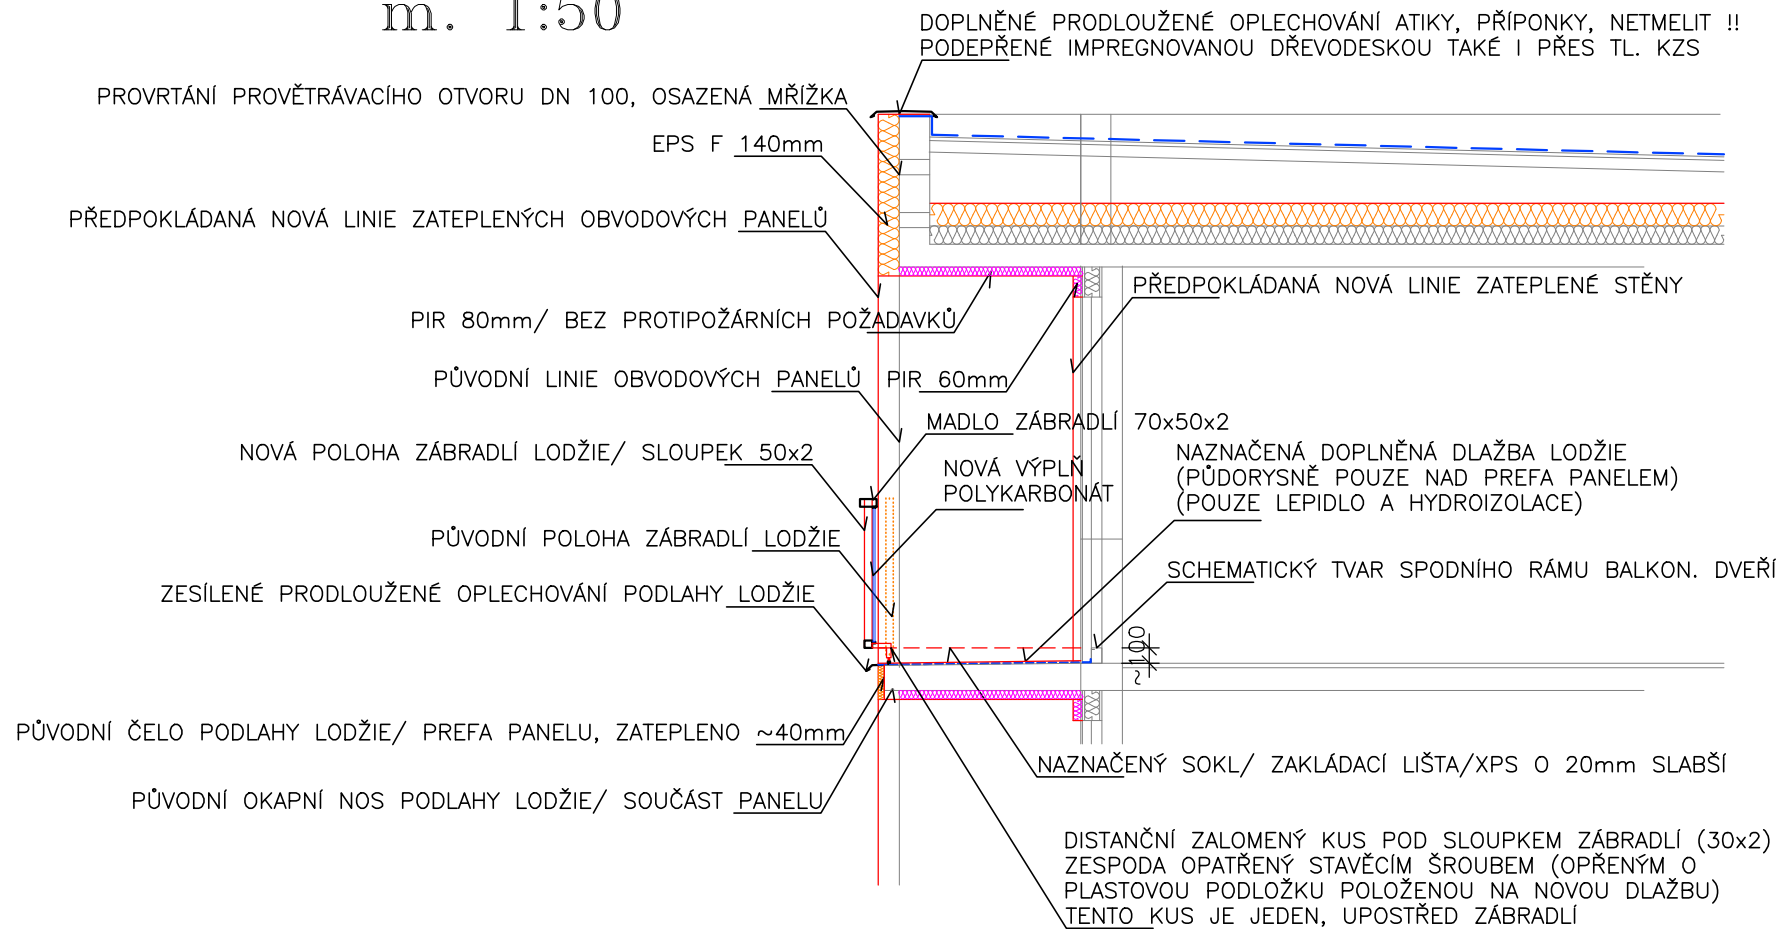 m. 1:50
DOPLNĚNÉ PRODLOUŽENÉ OPLECHOVÁNÍ ATIKY, PŘÍPONKY, NETMELIT !!
PODEPŘENÉ IMPREGNOVANOU DŘEVODESKOU TAKÉ I PŘES TL. KZS
PROVRTÁNÍ PROVĚTRÁVACÍHO OTVORU DN 100, OSAZENÁ MŘÍŽKA
EPS F 140mm
PŘEDPOKLÁDANÁ NOVÁ LINIE ZATEPLENÝCH OBVODOVÝCH PANELŮ
PŘEDPOKLÁDANÁ NOVÁ LINIE ZATEPLENÉ STĚNY
PIR 80mm/ BEZ PROTIPOŽÁRNÍCH POŽADAVKŮ
PŮVODNÍ LINIE OBVODOVÝCH PANELŮ
PIR 60mm
MADLO ZÁBRADLÍ 70x50x2
NOVÁ POLOHA ZÁBRADLÍ LODŽIE/ SLOUPEK 50x2
NOVÁ VÝPLŇ
POLYKARBONÁT
NAZNAČENÁ DOPLNĚNÁ DLAŽBA LODŽIE
(PŮDORYSNĚ POUZE NAD PREFA PANELEM)
(POUZE LEPIDLO A HYDROIZOLACE)
PŮVODNÍ POLOHA ZÁBRADLÍ LODŽIE
SCHEMATICKÝ TVAR SPODNÍHO RÁMU BALKON. DVEŘÍ
ZESÍLENÉ PRODLOUŽENÉ OPLECHOVÁNÍ PODLAHY LODŽIE
~100
PŮVODNÍ ČELO PODLAHY LODŽIE/ PREFA PANELU, ZATEPLENO ~40mm
NAZNAČENÝ SOKL/ ZAKLÁDACÍ LIŠTA/XPS O 20mm SLABŠÍ
PŮVODNÍ OKAPNÍ NOS PODLAHY LODŽIE/ SOUČÁST PANELU
DISTANČNÍ ZALOMENÝ KUS POD SLOUPKEM ZÁBRADLÍ (30x2)
ZESPODA OPATŘENÝ STAVĚCÍM ŠROUBEM (OPŘENÝM O
PLASTOVOU PODLOŽKU POLOŽENOU NA NOVOU DLAŽBU)
TENTO KUS JE JEDEN, UPOSTŘED ZÁBRADLÍ